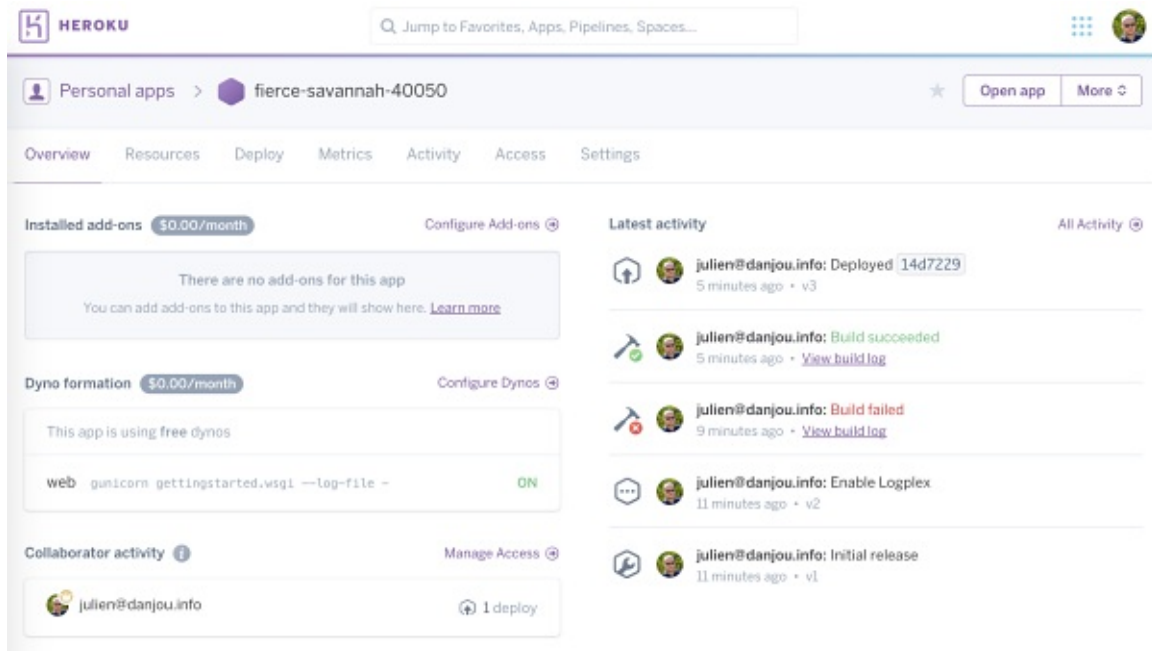 HEROKU
Jump to Favorites, Apps, Pipelines, Spaces...
Personal apps > fierce-savannah-40050
Open app
More
Overview Resources Deploy Metrics Activity Access Settings
Installed add-ons $0.00/month Configure Add-ons
There are no add-ons for this app
You can add add-ons to this app and they will show here. Learn more
Dyno formation $0.00/month Configure Dynos
This app is using free dynos
web gunicorn gettingstarted.wsgi --log-file - ON
Collaborator activity Manage Access
julien@danjou.info 1 deploy
Latest activity All Activity
julien@danjou.info: Deployed 14d7229
5 minutes ago • v3
julien@danjou.info: Build succeeded
5 minutes ago • View build log
julien@danjou.info: Build failed
9 minutes ago • View build log
julien@danjou.info: Enable Logplex
11 minutes ago • v2
julien@danjou.info: Initial release
11 minutes ago • v1